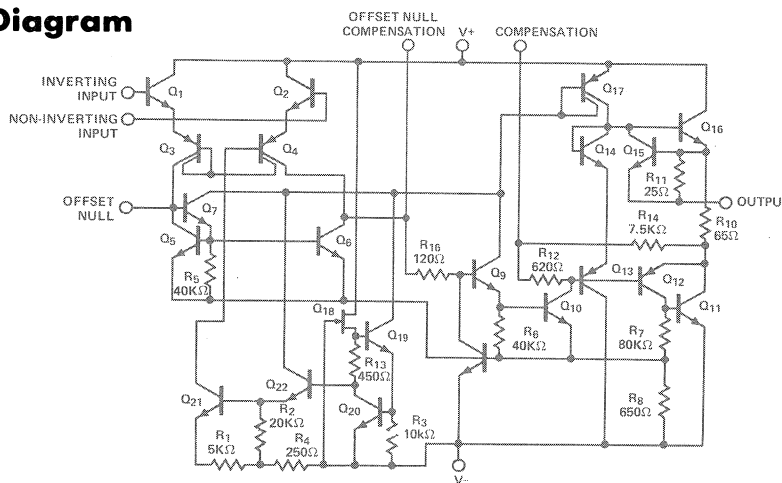 Diagram
OFFSET NULL
COMPENSATION
V+
COMPENSATION
INVERTING
INPUT
NON-INVERTING
INPUT
Q1
Q2
Q3
Q4
Q17
Q14
Q15
Q16
R11
25Ω
OFFSET
NULL
Q7
Q5
Q6
R5
40KΩ
OUTPU
R14
7.5KΩ
R10
65Ω
R16
120Ω
Q9
R12
620Ω
Q13
Q12
Q10
Q11
R6
40KΩ
R7
80KΩ
R8
650Ω
Q18
Q19
R13
450Ω
Q21
Q22
Q20
R2
20KΩ
R3
10kΩ
R1
5KΩ
R4
250Ω
V-